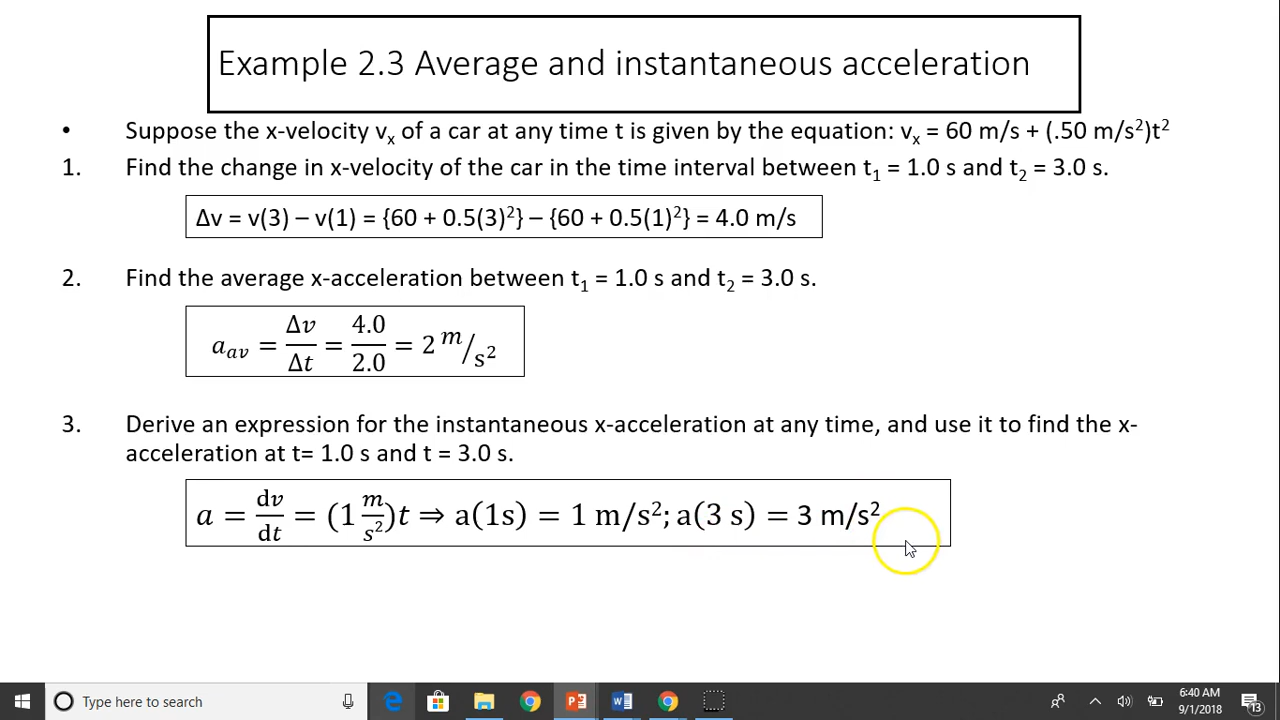 Example 2.3 Average and instantaneous acceleration
• Suppose the x-velocity vₓ of a car at any time t is given by the equation: vₓ = 60 m/s + (.50 m/s²)t²
1. Find the change in x-velocity of the car in the time interval between t₁ = 1.0 s and t₂ = 3.0 s.
Δv = v(3) – v(1) = {60 + 0.5(3)²} – {60 + 0.5(1)²} = 4.0 m/s
2. Find the average x-acceleration between t₁ = 1.0 s and t₂ = 3.0 s.
a_av = Δv/Δt = 4.0/2.0 = 2 m/s²
3. Derive an expression for the instantaneous x-acceleration at any time, and use it to find the x-
acceleration at t= 1.0 s and t = 3.0 s.
a = dv/dt = (1 m/s²)t ⇒ a(1s) = 1 m/s²; a(3 s) = 3 m/s²
Type here to search
6:40 AM
9/1/2018
13